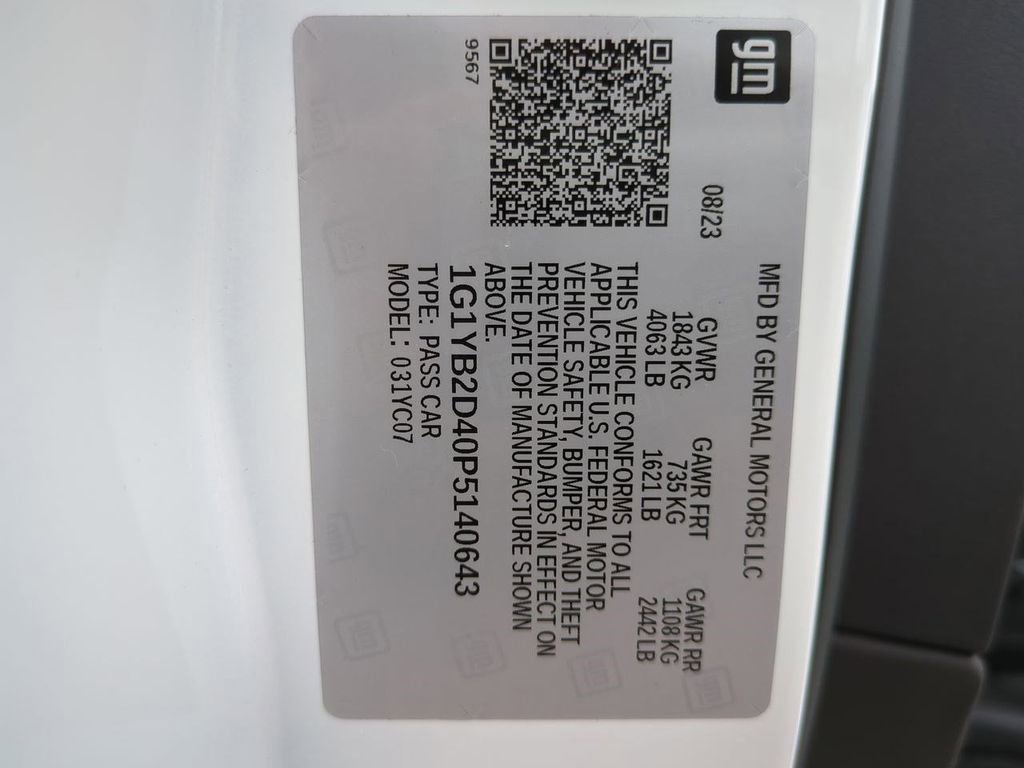 gm
08/23
MFD BY GENERAL MOTORS LLC
GVWR GAWR FRT GAWR RR
1843KG 735 KG 1108 KG
4063 LB 1621 LB 2442 LB
THIS VEHICLE CONFORMS TO ALL
APPLICABLE U.S. FEDERAL MOTOR
VEHICLE SAFETY, BUMPER, AND THEFT
PREVENTION STANDARDS IN EFFECT ON
THE DATE OF MANUFACTURE SHOWN
ABOVE.
1G1YB2D40P5140643
TYPE: PASS CAR
MODEL: 031YC07
9567